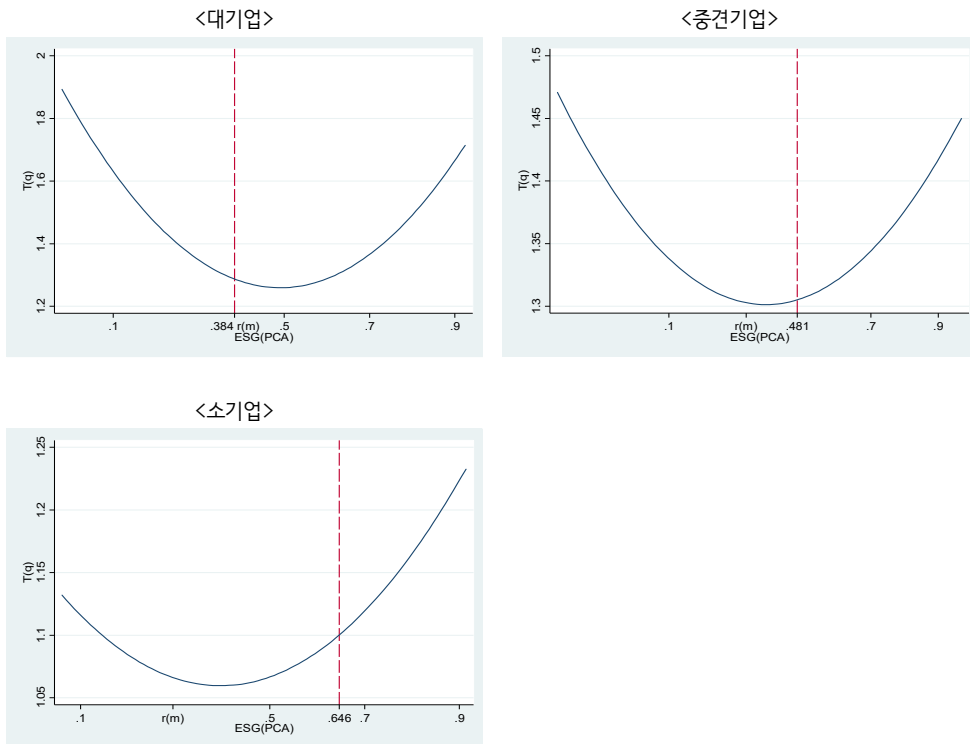 <대기업>
T(q)
2
1.8
1.6
1.4
1.2
.1 .384 r(m) .5 .7 .9
ESG(PCA)
<중견기업>
T(q)
1.5
1.45
1.4
1.35
1.3
.1 r(m) .481 .7 .9
ESG(PCA)
<소기업>
T(q)
1.25
1.2
1.15
1.1
1.05
.1 r(m) .5 .646 .7 .9
ESG(PCA)